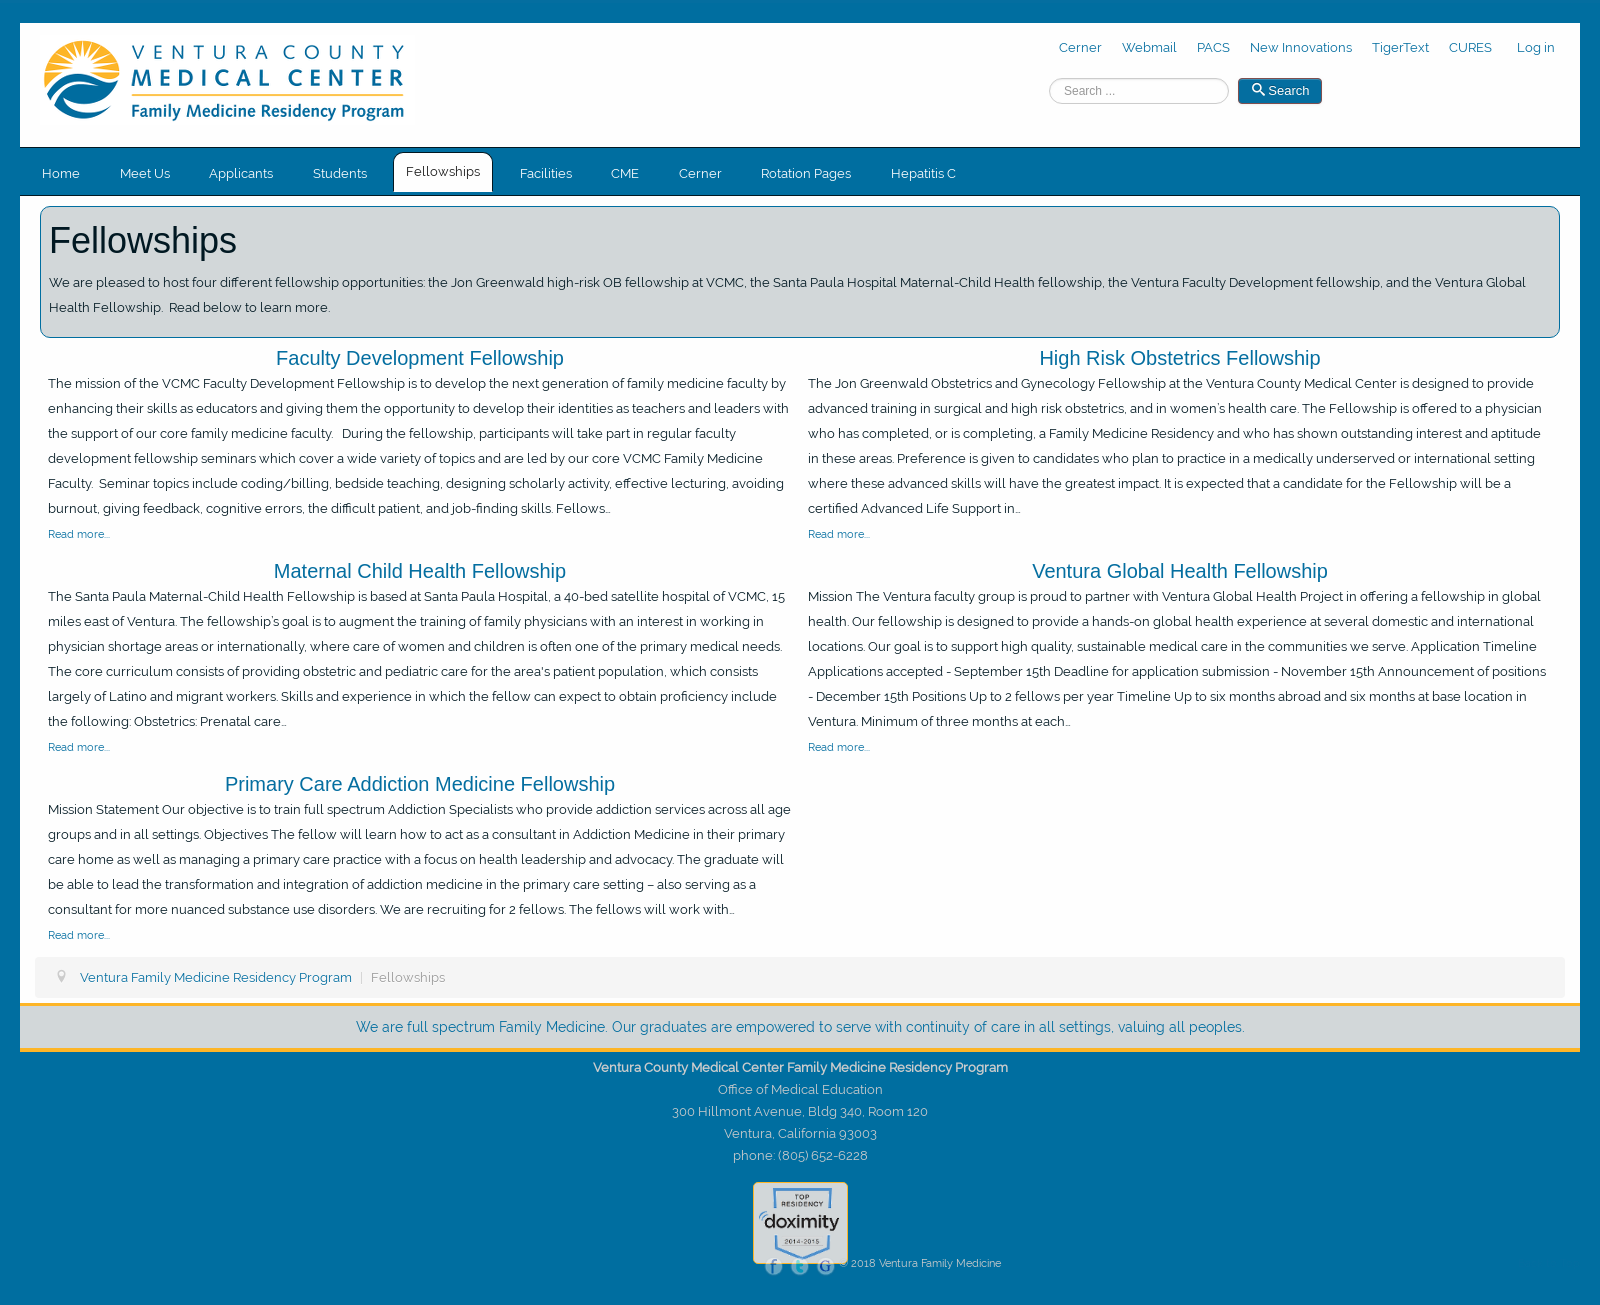 VENTURA COUNTY
MEDICAL CENTER
Family Medicine Residency Program
Cerner Webmail PACS New Innovations TigerText CURES Log in
Search ... Search
Home Meet Us Applicants Students Fellowships Facilities CME Cerner Rotation Pages Hepatitis C
Fellowships
We are pleased to host four different fellowship opportunities: the Jon Greenwald high-risk OB fellowship at VCMC, the Santa Paula Hospital Maternal-Child Health fellowship, the Ventura Faculty Development fellowship, and the Ventura Global
Health Fellowship. Read below to learn more.
Faculty Development Fellowship
The mission of the VCMC Faculty Development Fellowship is to develop the next generation of family medicine faculty by
enhancing their skills as educators and giving them the opportunity to develop their identities as teachers and leaders with
the support of our core family medicine faculty. During the fellowship, participants will take part in regular faculty
development fellowship seminars which cover a wide variety of topics and are led by our core VCMC Family Medicine
Faculty. Seminar topics include coding/billing, bedside teaching, designing scholarly activity, effective lecturing, avoiding
burnout, giving feedback, cognitive errors, the difficult patient, and job-finding skills. Fellows...
Read more...
High Risk Obstetrics Fellowship
The Jon Greenwald Obstetrics and Gynecology Fellowship at the Ventura County Medical Center is designed to provide
advanced training in surgical and high risk obstetrics, and in women's health care. The Fellowship is offered to a physician
who has completed, or is completing, a Family Medicine Residency and who has shown outstanding interest and aptitude
in these areas. Preference is given to candidates who plan to practice in a medically underserved or international setting
where these advanced skills will have the greatest impact. It is expected that a candidate for the Fellowship will be a
certified Advanced Life Support in...
Read more...
Maternal Child Health Fellowship
The Santa Paula Maternal-Child Health Fellowship is based at Santa Paula Hospital, a 40-bed satellite hospital of VCMC, 15
miles east of Ventura. The fellowship's goal is to augment the training of family physicians with an interest in working in
physician shortage areas or internationally, where care of women and children is often one of the primary medical needs.
The core curriculum consists of providing obstetric and pediatric care for the area's patient population, which consists
largely of Latino and migrant workers. Skills and experience in which the fellow can expect to obtain proficiency include
the following: Obstetrics: Prenatal care...
Read more...
Ventura Global Health Fellowship
Mission The Ventura faculty group is proud to partner with Ventura Global Health Project in offering a fellowship in global
health. Our fellowship is designed to provide a hands-on global health experience at several domestic and international
locations. Our goal is to support high quality, sustainable medical care in the communities we serve. Application Timeline
Applications accepted - September 15th Deadline for application submission - November 15th Announcement of positions
- December 15th Positions Up to 2 fellows per year Timeline Up to six months abroad and six months at base location in
Ventura. Minimum of three months at each...
Read more...
Primary Care Addiction Medicine Fellowship
Mission Statement Our objective is to train full spectrum Addiction Specialists who provide addiction services across all age
groups and in all settings. Objectives The fellow will learn how to act as a consultant in Addiction Medicine in their primary
care home as well as managing a primary care practice with a focus on health leadership and advocacy. The graduate will
be able to lead the transformation and integration of addiction medicine in the primary care setting – also serving as a
consultant for more nuanced substance use disorders. We are recruiting for 2 fellows. The fellows will work with...
Read more...
Ventura Family Medicine Residency Program | Fellowships
We are full spectrum Family Medicine. Our graduates are empowered to serve with continuity of care in all settings, valuing all peoples.
Ventura County Medical Center Family Medicine Residency Program
Office of Medical Education
300 Hillmont Avenue, Bldg 340, Room 120
Ventura, California 93003
phone: (805) 652-6228
TOP
RESIDENCY
doximity
2014-2015
f t G © 2018 Ventura Family Medicine